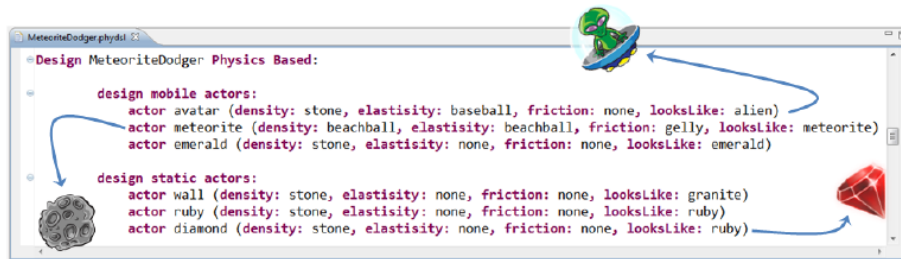 MeteoriteDodger.phydsl
Design MeteoriteDodger Physics Based:
design mobile actors:
actor avatar (density: stone, elastisity: baseball, friction: none, looksLike: alien)
actor meteorite (density: beachball, elastisity: beachball, friction: gelly, looksLike: meteorite)
actor emerald (density: stone, elastisity: none, friction: none, looksLike: emerald)
design static actors:
actor wall (density: stone, elastisity: none, friction: none, looksLike: granite)
actor ruby (density: stone, elastisity: none, friction: none, looksLike: ruby)
actor diamond (density: stone, elastisity: none, friction: none, looksLike: ruby)